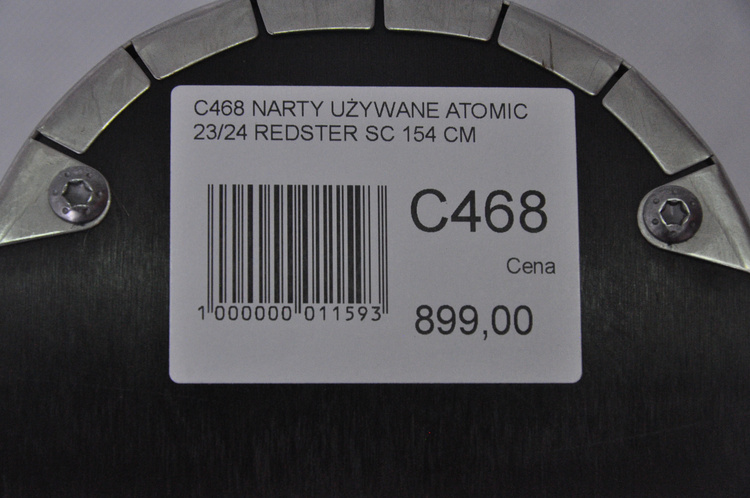 C468 NARTY UŻYWANE ATOMIC
23/24 REDSTER SC 154 CM
C468
Cena
899,00
1 000000 011593